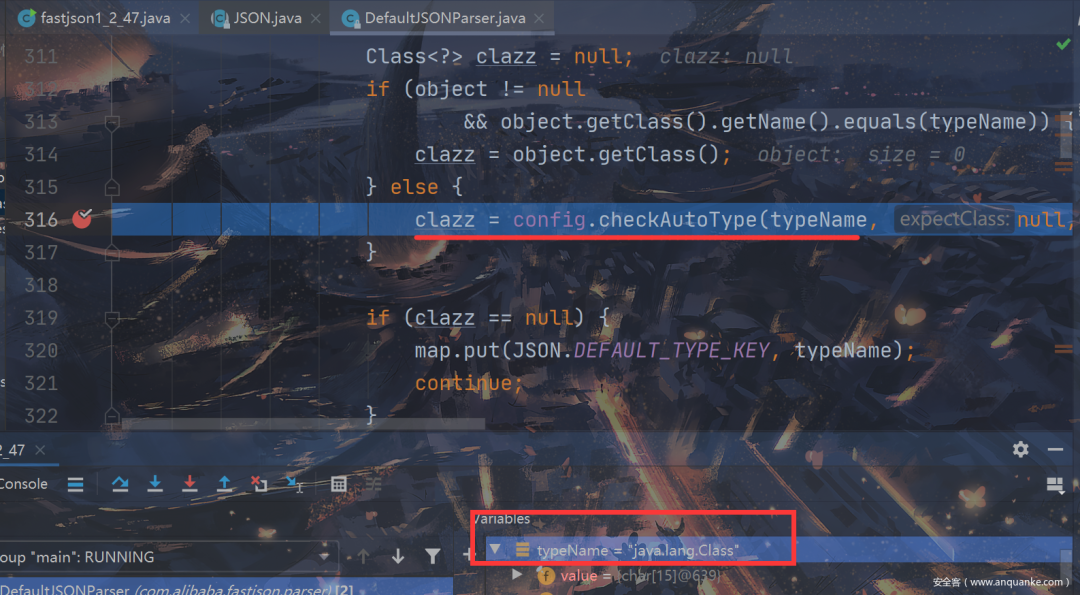 fastjson1_2_47.java JSON.java DefaultJSONParser.java
311 Class<?> clazz = null; clazz: null
312 if (object != null
313 && object.getClass().getName().equals(typeName)) {
314 clazz = object.getClass(); object: size = 0
315 } else {
316 clazz = config.checkAutoType(typeName, expectClass: null,
317 }
318
319 if (clazz == null) {
320 map.put(JSON.DEFAULT_TYPE_KEY, typeName);
321 continue;
322 }
2_47
Console
Variables
oup "main": RUNNING
typeName = "java.lang.Class"
value = {char[15]@639}
DefaultJSONParser (com.alibaba.fastjson.parser) [2]
安全客（www.anquanke.com）